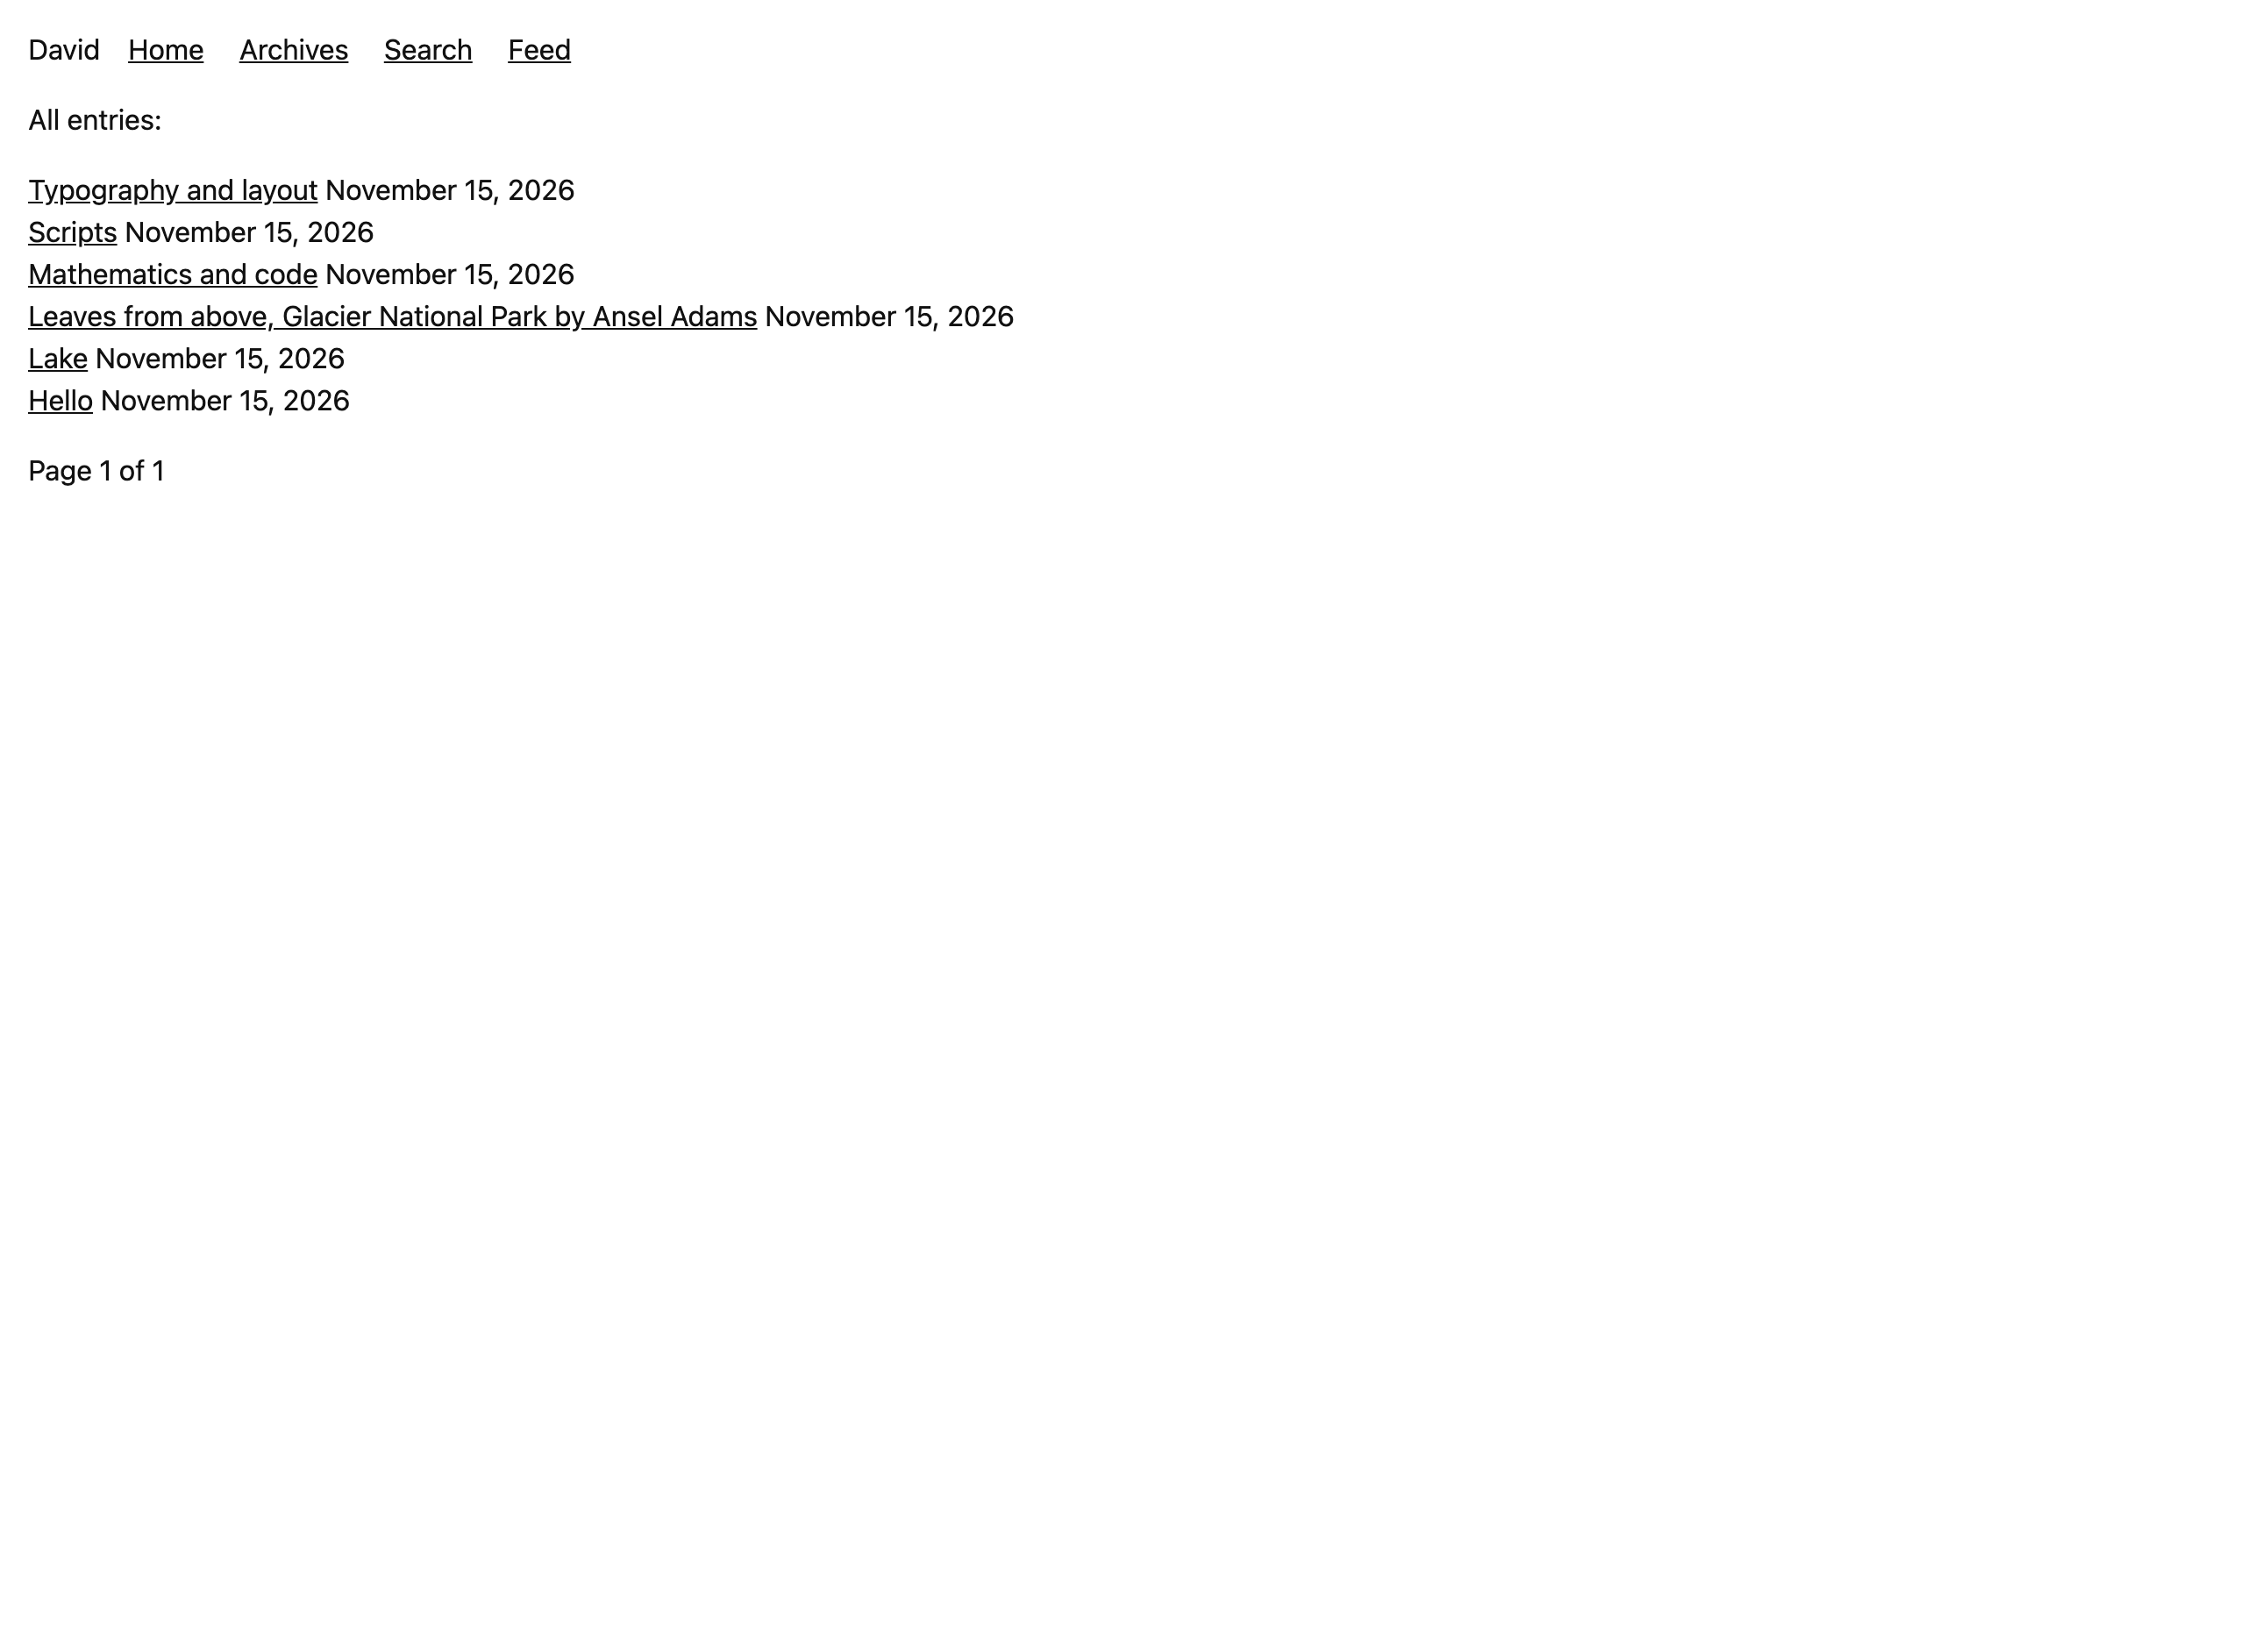 David Home Archives Search Feed
All entries:
Typography and layout November 15, 2026
Scripts November 15, 2026
Mathematics and code November 15, 2026
Leaves from above, Glacier National Park by Ansel Adams November 15, 2026
Lake November 15, 2026
Hello November 15, 2026
Page 1 of 1